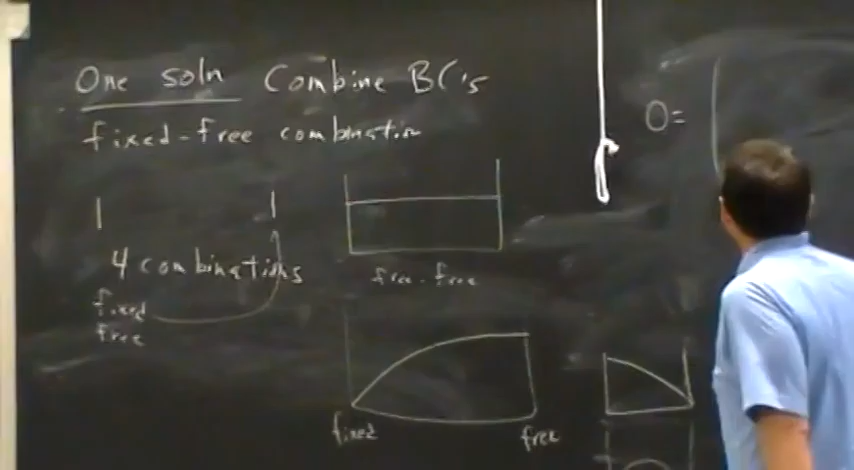 One soln Combine BC's
fixed-free combination
0=
4 combinations
fixed
free
free-free
fixed
free